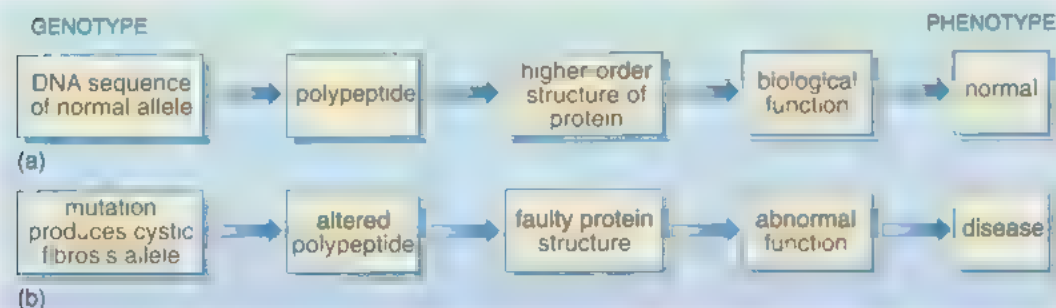 GENOTYPE
PHENOTYPE
DNA sequence
of normal allele
polypeptide
higher order
structure of
protein
biological
function
normal
(a)
mutation
produces cystic
fibros s allele
altered
polypeptide
faulty protein
structure
abnormal
function
disease
(b)